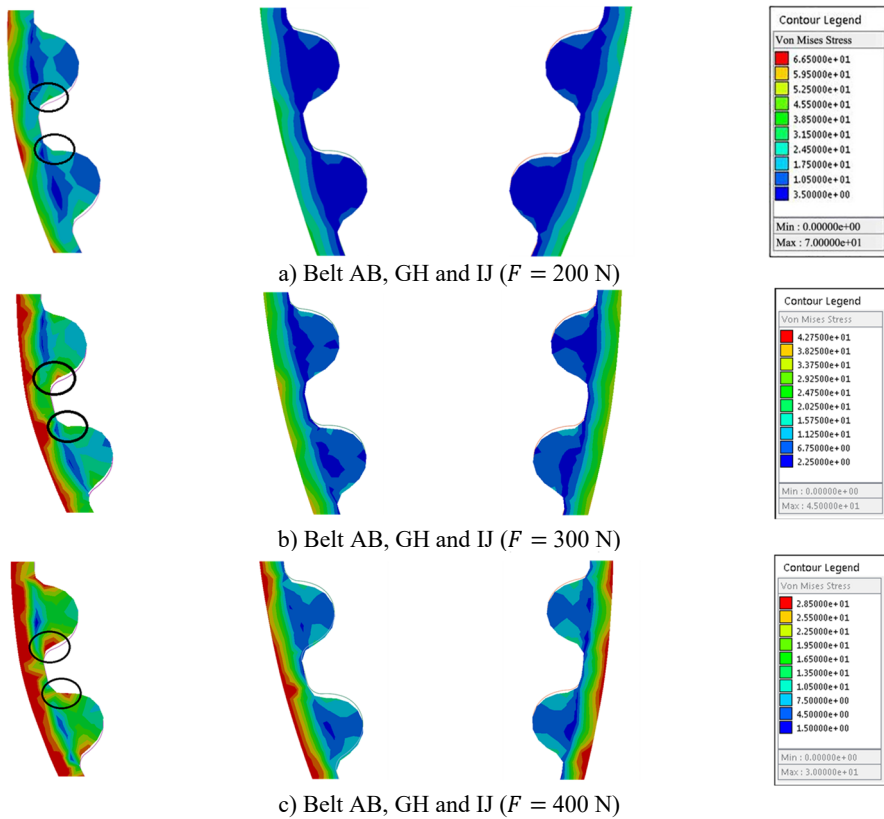 Contour Legend
Von Mises Stress
6.65000e+01
5.95000e+01
5.25000e+01
4.55000e+01
3.85000e+01
3.15000e+01
2.45000e+01
1.75000e+01
1.05000e+01
3.50000e+00
Min : 0.00000e+00
Max : 7.00000e+01
a) Belt AB, GH and IJ (F = 200 N)
Contour Legend
Von Mises Stress
4.27500e+01
3.82500e+01
3.37500e+01
2.92500e+01
2.47500e+01
2.02500e+01
1.57500e+01
1.12500e+01
6.75000e+00
2.25000e+00
Min : 0.00000e+00
Max : 4.50000e+01
b) Belt AB, GH and IJ (F = 300 N)
Contour Legend
Von Mises Stress
2.85000e+01
2.55000e+01
2.25000e+01
1.95000e+01
1.65000e+01
1.35000e+01
1.05000e+01
7.50000e+00
4.50000e+00
1.50000e+00
Min : 0.00000e+00
Max : 3.00000e+01
c) Belt AB, GH and IJ (F = 400 N)